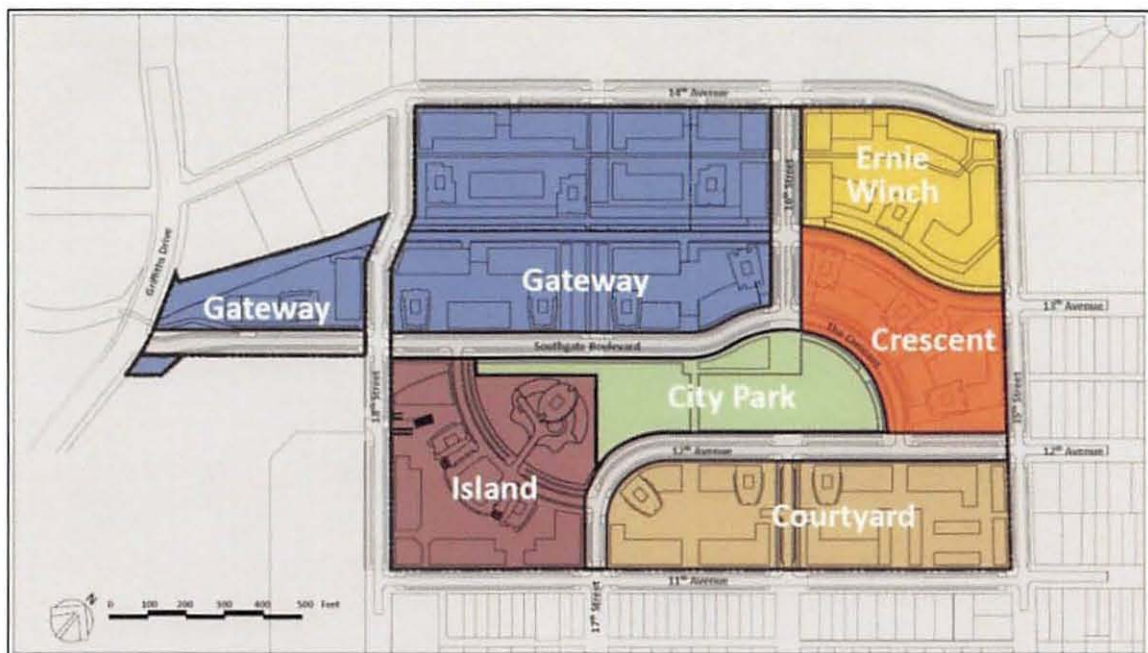 14th Avenue
Ernie
Winch
16th Street
Griffiths Drive
Gateway
Gateway
13th Avenue
Crescent
The Crescent
Southgate Boulevard
City Park
18th Street
15th Street
12th Avenue
12th Avenue
Island
Courtyard
11th Avenue
17th Street
N
0 100 200 300 400 500 Feet